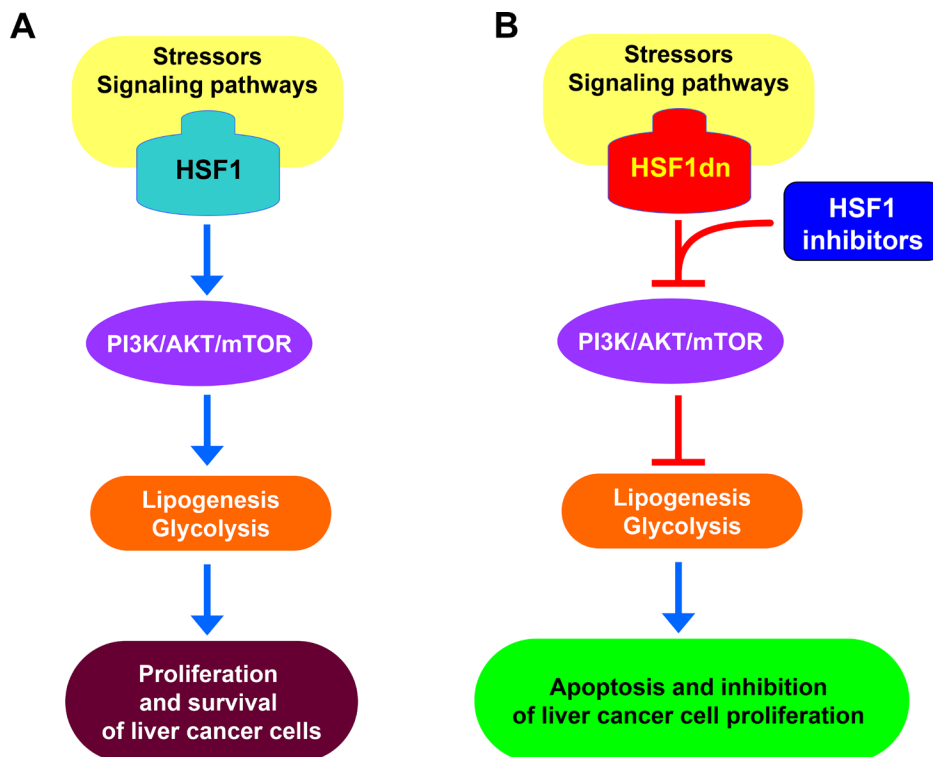 A
Stressors
Signaling pathways
HSF1
PI3K/AKT/mTOR
Lipogenesis
Glycolysis
Proliferation
and survival
of liver cancer cells
B
Stressors
Signaling pathways
HSF1dn
HSF1
inhibitors
PI3K/AKT/mTOR
Lipogenesis
Glycolysis
Apoptosis and inhibition
of liver cancer cell proliferation